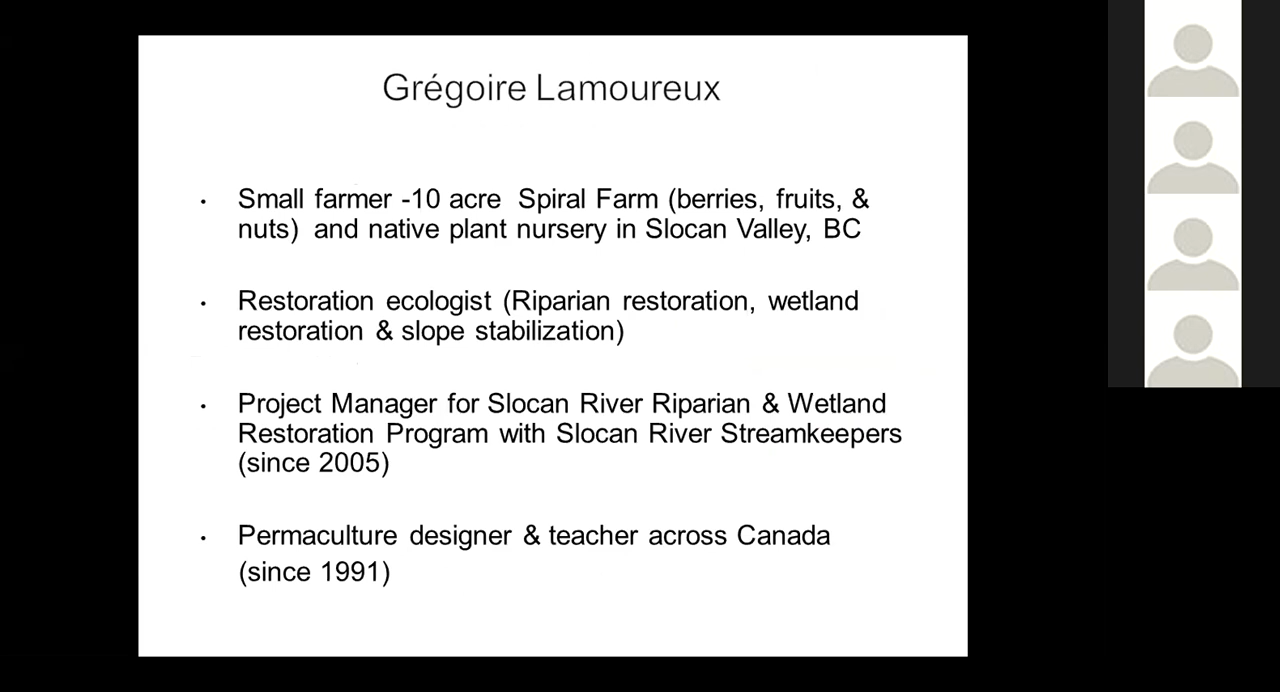 Grégoire Lamoureux
• Small farmer -10 acre Spiral Farm (berries, fruits, &
nuts) and native plant nursery in Slocan Valley, BC
• Restoration ecologist (Riparian restoration, wetland
restoration & slope stabilization)
• Project Manager for Slocan River Riparian & Wetland
Restoration Program with Slocan River Streamkeepers
(since 2005)
• Permaculture designer & teacher across Canada
(since 1991)